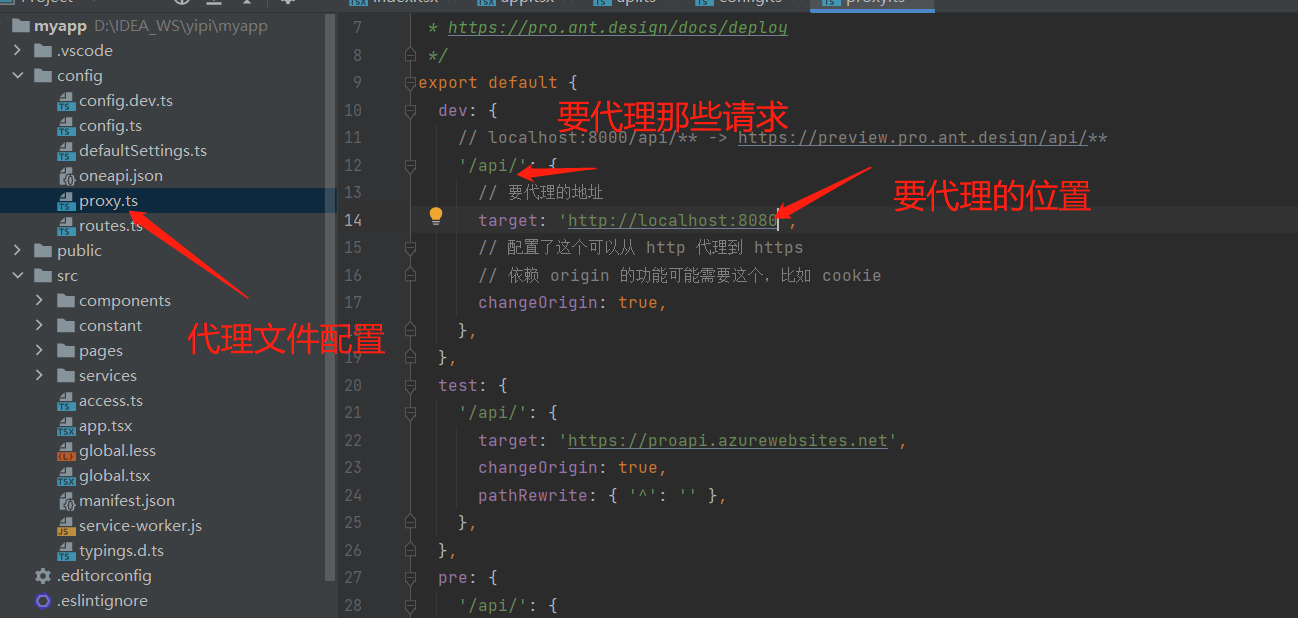 Project
index.tsx
app.tsx
api.ts
config.ts
proxy.ts
myapp D:\IDEA_WS\yipi\myapp
.vscode
config
config.dev.ts
config.ts
defaultSettings.ts
oneapi.json
proxy.ts
routes.ts
public
src
components
constant
pages
services
access.ts
app.tsx
global.less
global.tsx
manifest.json
service-worker.js
typings.d.ts
.editorconfig
.eslintignore
代理文件配置
7 * https://pro.ant.design/docs/deploy
8 */
9 export default {
10 dev: {
要代理那些请求
11 // localhost:8000/api/** -> https://preview.pro.ant.design/api/**
12 '/api/': {
13 // 要代理的地址
要代理的位置
14 target: 'http://localhost:8080',
15 // 配置了这个可以从 http 代理到 https
16 // 依赖 origin 的功能可能需要这个，比如 cookie
17 changeOrigin: true,
},
19 },
20 test: {
21 '/api/': {
22 target: 'https://proapi.azurewebsites.net',
23 changeOrigin: true,
24 pathRewrite: { '^': '' },
25 },
26 },
27 pre: {
28 '/api/': {